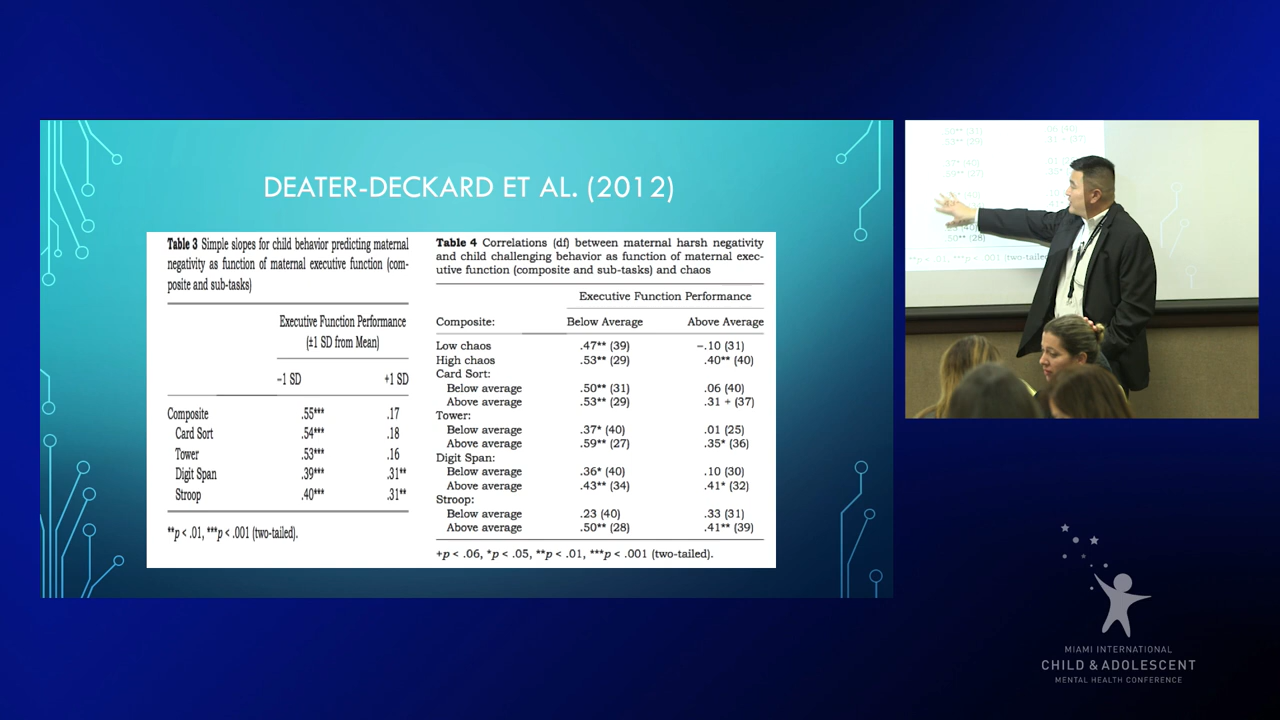 DEATER-DECKARD ET AL. (2012)
Table 3 Simple slopes for child behavior predicting maternal
negativity as function of maternal executive function (com-
posite and sub-tasks)
Executive Function Performance
(±1 SD from Mean)
−1 SD +1 SD
Composite .55*** .17
Card Sort .54*** .18
Tower .53*** .16
Digit Span .39*** .31**
Stroop .40*** .31**
**p < .01, ***p < .001 (two-tailed).
Table 4 Correlations (df) between maternal harsh negativity
and child challenging behavior as function of maternal exec-
utive function (composite and sub-tasks) and chaos
Executive Function Performance
Composite: Below Average Above Average
Low chaos .47** (39) −.10 (31)
High chaos .53** (29) .40** (40)
Card Sort:
Below average .50** (31) .06 (40)
Above average .53** (29) .31 + (37)
Tower:
Below average .37* (40) .01 (25)
Above average .59** (27) .35* (36)
Digit Span:
Below average .36* (40) .10 (30)
Above average .43** (34) .41* (32)
Stroop:
Below average .23 (40) .33 (31)
Above average .50** (28) .41** (39)
+p < .06, *p < .05, **p < .01, ***p < .001 (two-tailed).
.53** (29) .31 + (37)
.50** (28)
MIAMI INTERNATIONAL
CHILD & ADOLESCENT
MENTAL HEALTH CONFERENCE